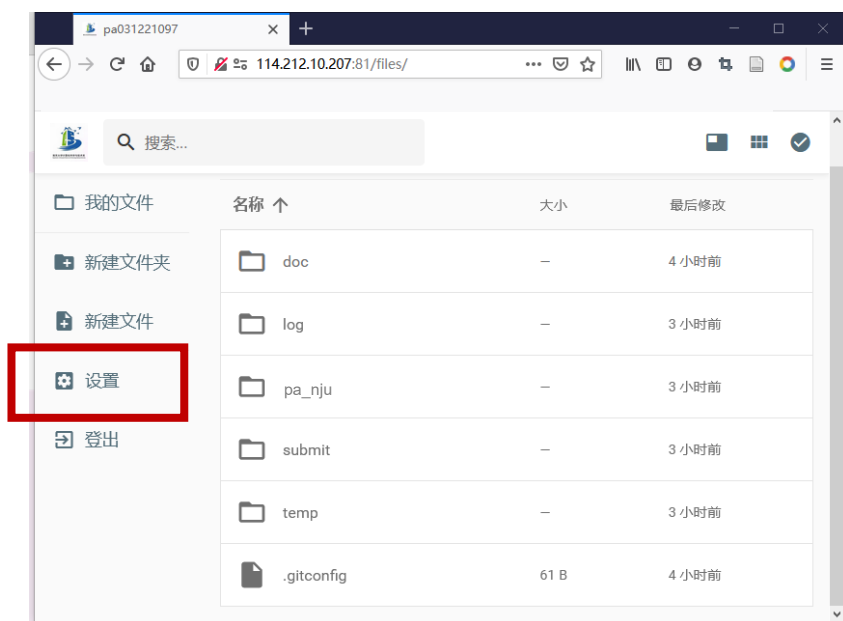 pa031221097
114.212.10.207:81/files/
搜索...
我的文件
名称 大小 最后修改
新建文件夹
doc — 4 小时前
新建文件
log — 3 小时前
设置
pa_nju — 3 小时前
登出
submit — 3 小时前
temp — 3 小时前
.gitconfig 61 B 4 小时前